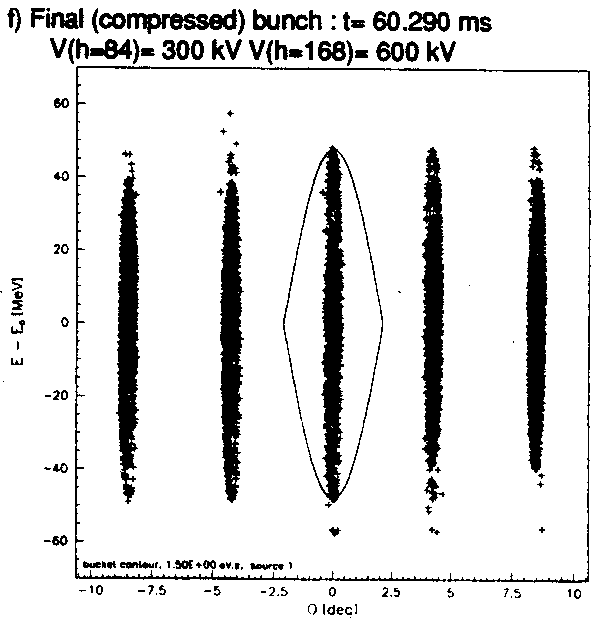 f) Final (compressed) bunch : t= 60.290 ms
V(h=84)= 300 kV V(h=168)= 600 kV
60
40
20
0
-20
-40
-60
E - E₀ [MeV]
bucket contour, 1.50E+00 eV.s, source 1
-10 -7.5 -5 -2.5 0 2.5 5 7.5 10
[deg]